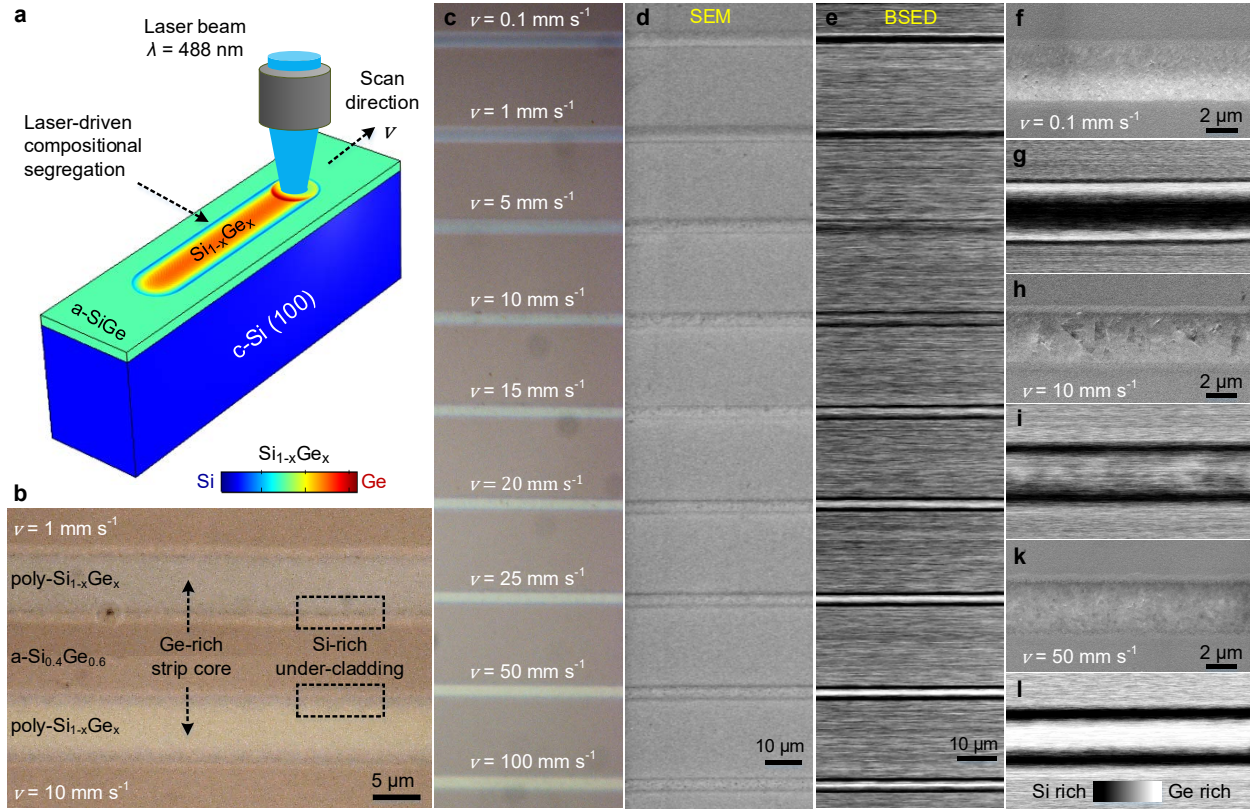 a
Laser beam
λ = 488 nm
Scan
direction
v
Laser-driven
compositional
segregation
Si1-xGex
a-SiGe
c-Si (100)
Si1-xGex
Si
Ge
b
v = 1 mm s-1
poly-Si1-xGex
a-Si0.4Ge0.6
Ge-rich
strip core
Si-rich
under-cladding
poly-Si1-xGex
v = 10 mm s-1
5 μm
c
v = 0.1 mm s-1
v = 1 mm s-1
v = 5 mm s-1
v = 10 mm s-1
v = 15 mm s-1
v = 20 mm s-1
v = 25 mm s-1
v = 50 mm s-1
v = 100 mm s-1
d
SEM
10 μm
e
BSED
10 μm
f
v = 0.1 mm s-1
2 μm
g
h
v = 10 mm s-1
2 μm
i
k
v = 50 mm s-1
2 μm
l
Si rich
Ge rich